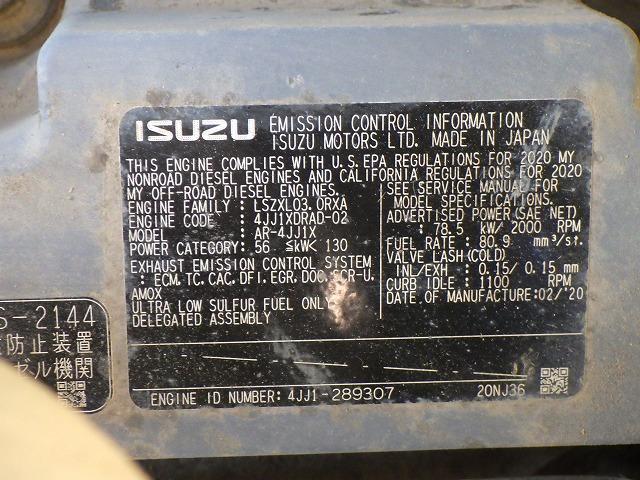 ISUZU EMISSION CONTROL INFORMATION
ISUZU MOTORS LTD. MADE IN JAPAN
THIS ENGINE COMPLIES WITH U.S.EPA REGULATIONS FOR 2020 MY
NONROAD DIESEL ENGINES AND CALIFORNIA REGULATIONS FOR 2020
MY OFF-ROAD DIESEL ENGINES.
ENGINE FAMILY : LSZXL03.0RXA
ENGINE CODE : 4JJ1XDRAD-02
MODEL : AR-4JJ1X
POWER CATEGORY: 56 ≦kW< 130
EXHAUST EMISSION CONTROL SYSTEM
: ECM,TC,CAC,DFI,EGR,DOC,SCR-U,
AMOX
ULTRA LOW SULFUR FUEL ONLY
DELEGATED ASSEMBLY
SEE SERVICE MANUAL FOR
MAINTENANCE SPECIFICATIONS.
ADVERTISED POWER(SAE NET)
: 78.5 kW/ 2000 RPM
FUEL RATE : 80.9 mm³/st.
VALVE LASH(COLD)
INL/EXH : 0.15/ 0.15 mm
CURB IDLE : 1100 RPM
DATE OF MANUFACTURE: 02/'20
ENGINE ID NUMBER: 4JJ1-289307 20NJ36
S-2144
防止装置
ゼル機関